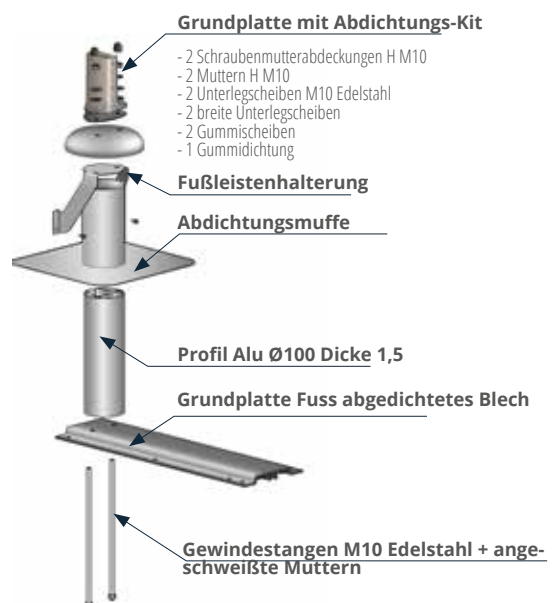 Grundplatte mit Abdichtungs-Kit
- 2 Schraubenmutterabdeckungen H M10
- 2 Muttern H M10
- 2 Unterlegscheiben M10 Edelstahl
- 2 breite Unterlegscheiben
- 2 Gummischeiben
- 1 Gummidichtung
Fußleistenhalterung
Abdichtungsmuffe
Profil Alu Ø100 Dicke 1,5
Grundplatte Fuss abgedichtetes Blech
Gewindestangen M10 Edelstahl + ange-
schweißte Muttern